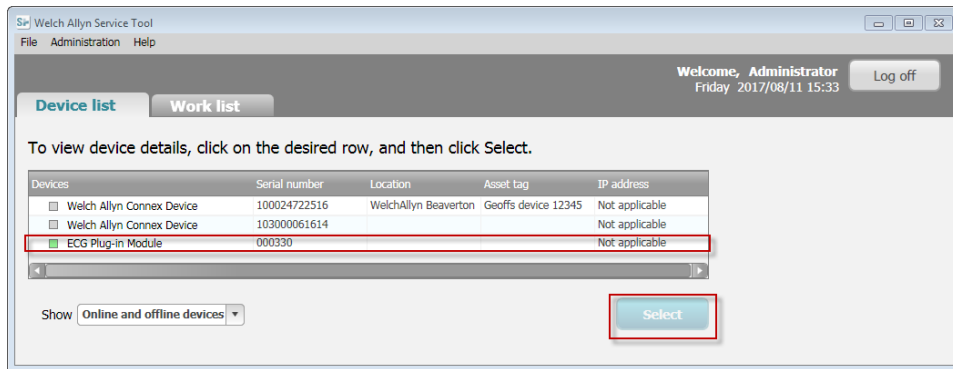 Welch Allyn Service Tool
File Administration Help
Welcome, Administrator
Friday 2017/08/11 15:33
Log off
Device list
Work list
To view device details, click on the desired row, and then click Select.
Devices Serial number Location Asset tag IP address
Welch Allyn Connex Device 100024722516 WelchAllyn Beaverton Geoffs device 12345 Not applicable
Welch Allyn Connex Device 103000061614 Not applicable
ECG Plug-in Module 000330 Not applicable
Show Online and offline devices
Select